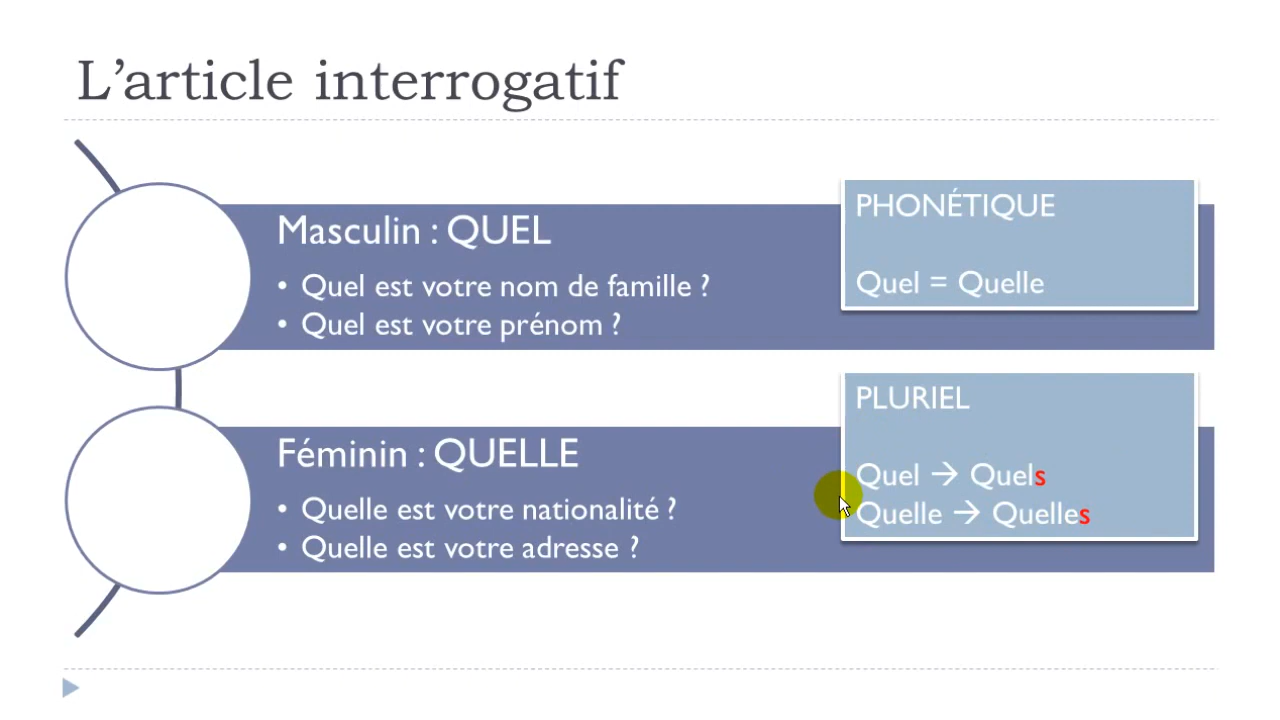 L’article interrogatif
Masculin : QUEL
• Quel est votre nom de famille ?
• Quel est votre prénom ?
PHONÉTIQUE
Quel = Quelle
Féminin : QUELLE
• Quelle est votre nationalité ?
• Quelle est votre adresse ?
PLURIEL
Quel → Quels
Quelle → Quelles